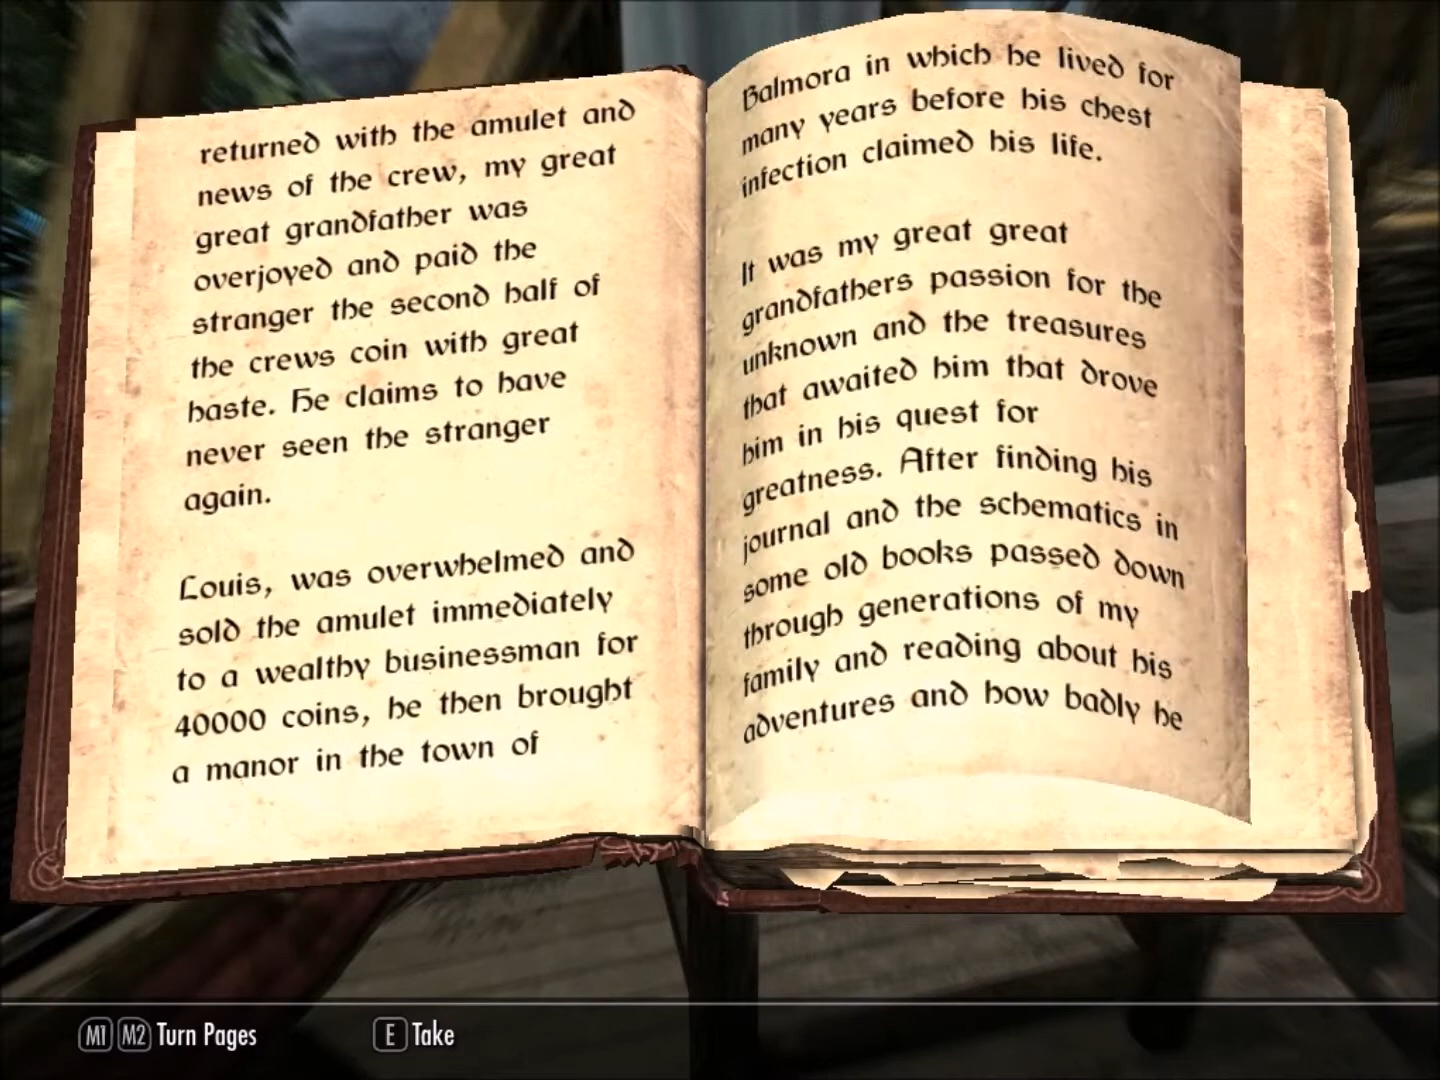 returned with the amulet and
news of the crew, my great
great grandfather was
overjoyed and paid the
stranger the second half of
the crews coin with great
haste. He claims to have
never seen the stranger
again.
Louis, was overwhelmed and
sold the amulet immediately
to a wealthy businessman for
40000 coins, he then brought
a manor in the town of
Balmora in which he lived for
many years before his chest
infection claimed his life.
It was my great great
grandfathers passion for the
unknown and the treasures
that awaited him that drove
him in his quest for
greatness. After finding his
journal and the schematics in
some old books passed down
through generations of my
family and reading about his
adventures and how badly he
M1 M2 Turn Pages
E Take